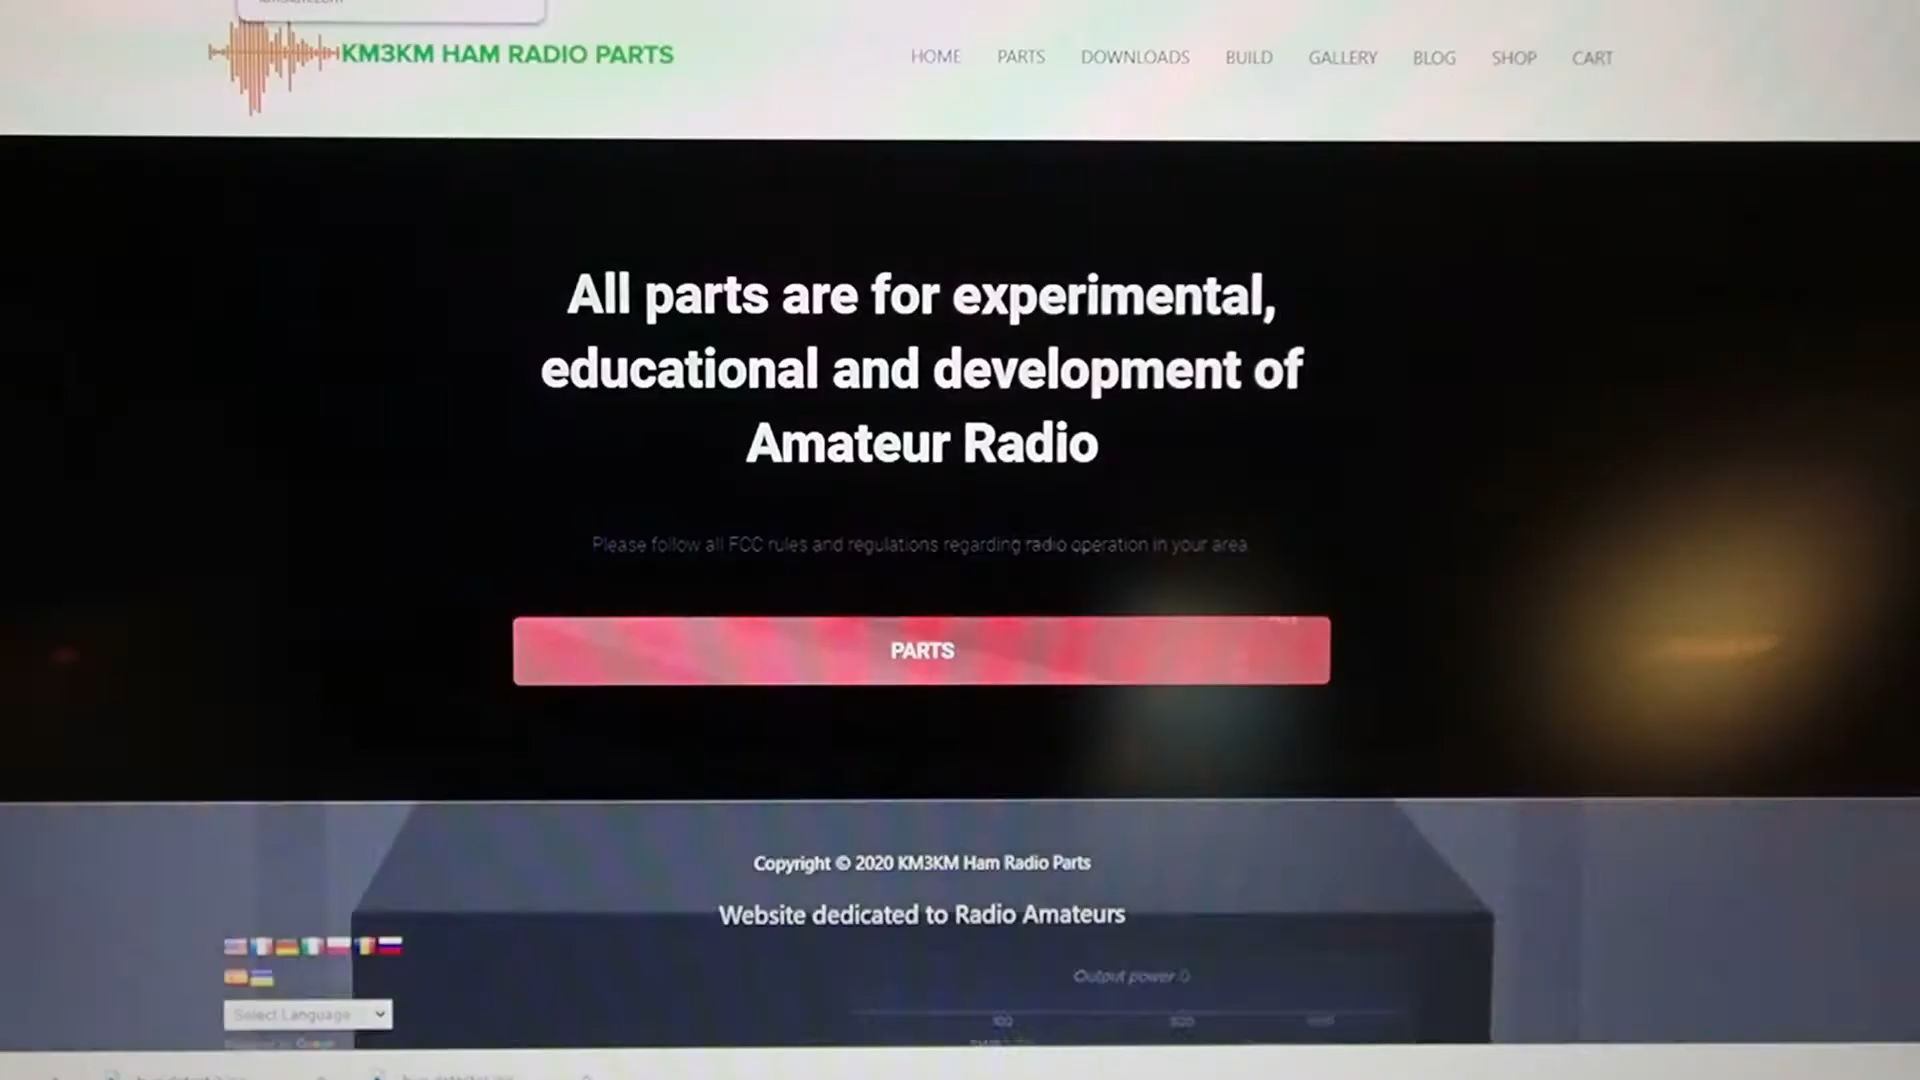 KM3KM HAM RADIO PARTS
HOME PARTS DOWNLOADS BUILD GALLERY BLOG SHOP CART
All parts are for experimental,
educational and development of
Amateur Radio
Please follow all FCC rules and regulations regarding radio operation in your area
PARTS
Copyright © 2020 KM3KM Ham Radio Parts
Website dedicated to Radio Amateurs
Output power
Select Language